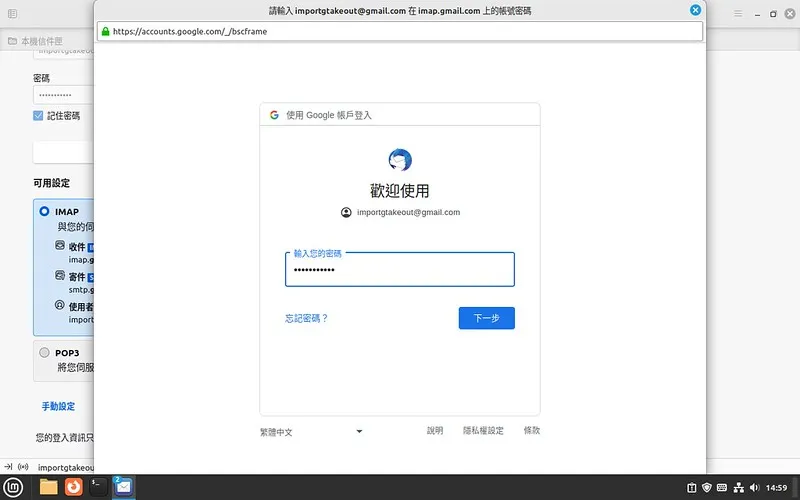 請輸入 importgtakeout@gmail.com 在 imap.gmail.com 上的帳號密碼
https://accounts.google.com/_/bscframe
本機信件匣
密碼
•••••••••••
記住密碼
可用設定
IMAP
與您的伺
收件
imap.g
寄件
smtp.g
使用者
import
POP3
將您伺服
手動設定
您的登入資訊只
importgtakeou
使用 Google 帳戶登入
歡迎使用
importgtakeout@gmail.com
輸入您的密碼
•••••••••••
忘記密碼？
下一步
繁體中文
說明
隱私權設定
條款
2
14:59